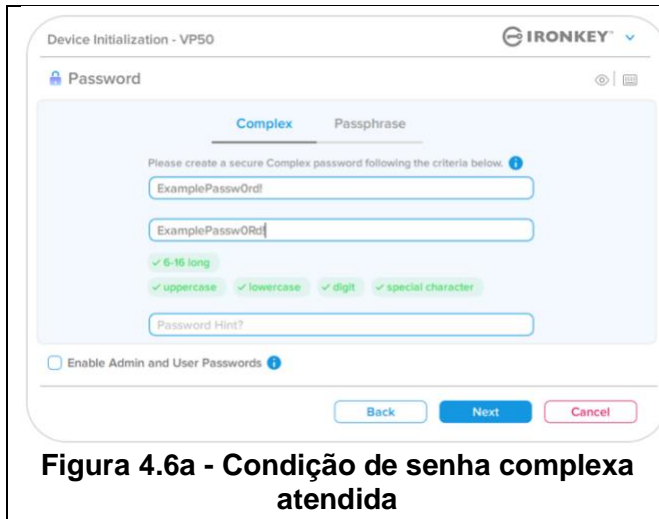 Device Initialization - VP50
IRONKEY
Password
Complex Passphrase
Please create a secure Complex password following the criteria below.
ExamplePassw0rd!
ExamplePassw0Rd!
✓ 6-16 long
✓ uppercase ✓ lowercase ✓ digit ✓ special character
Password Hint?
Enable Admin and User Passwords
Back Next Cancel
Figura 4.6a - Condição de senha complexa
atendida